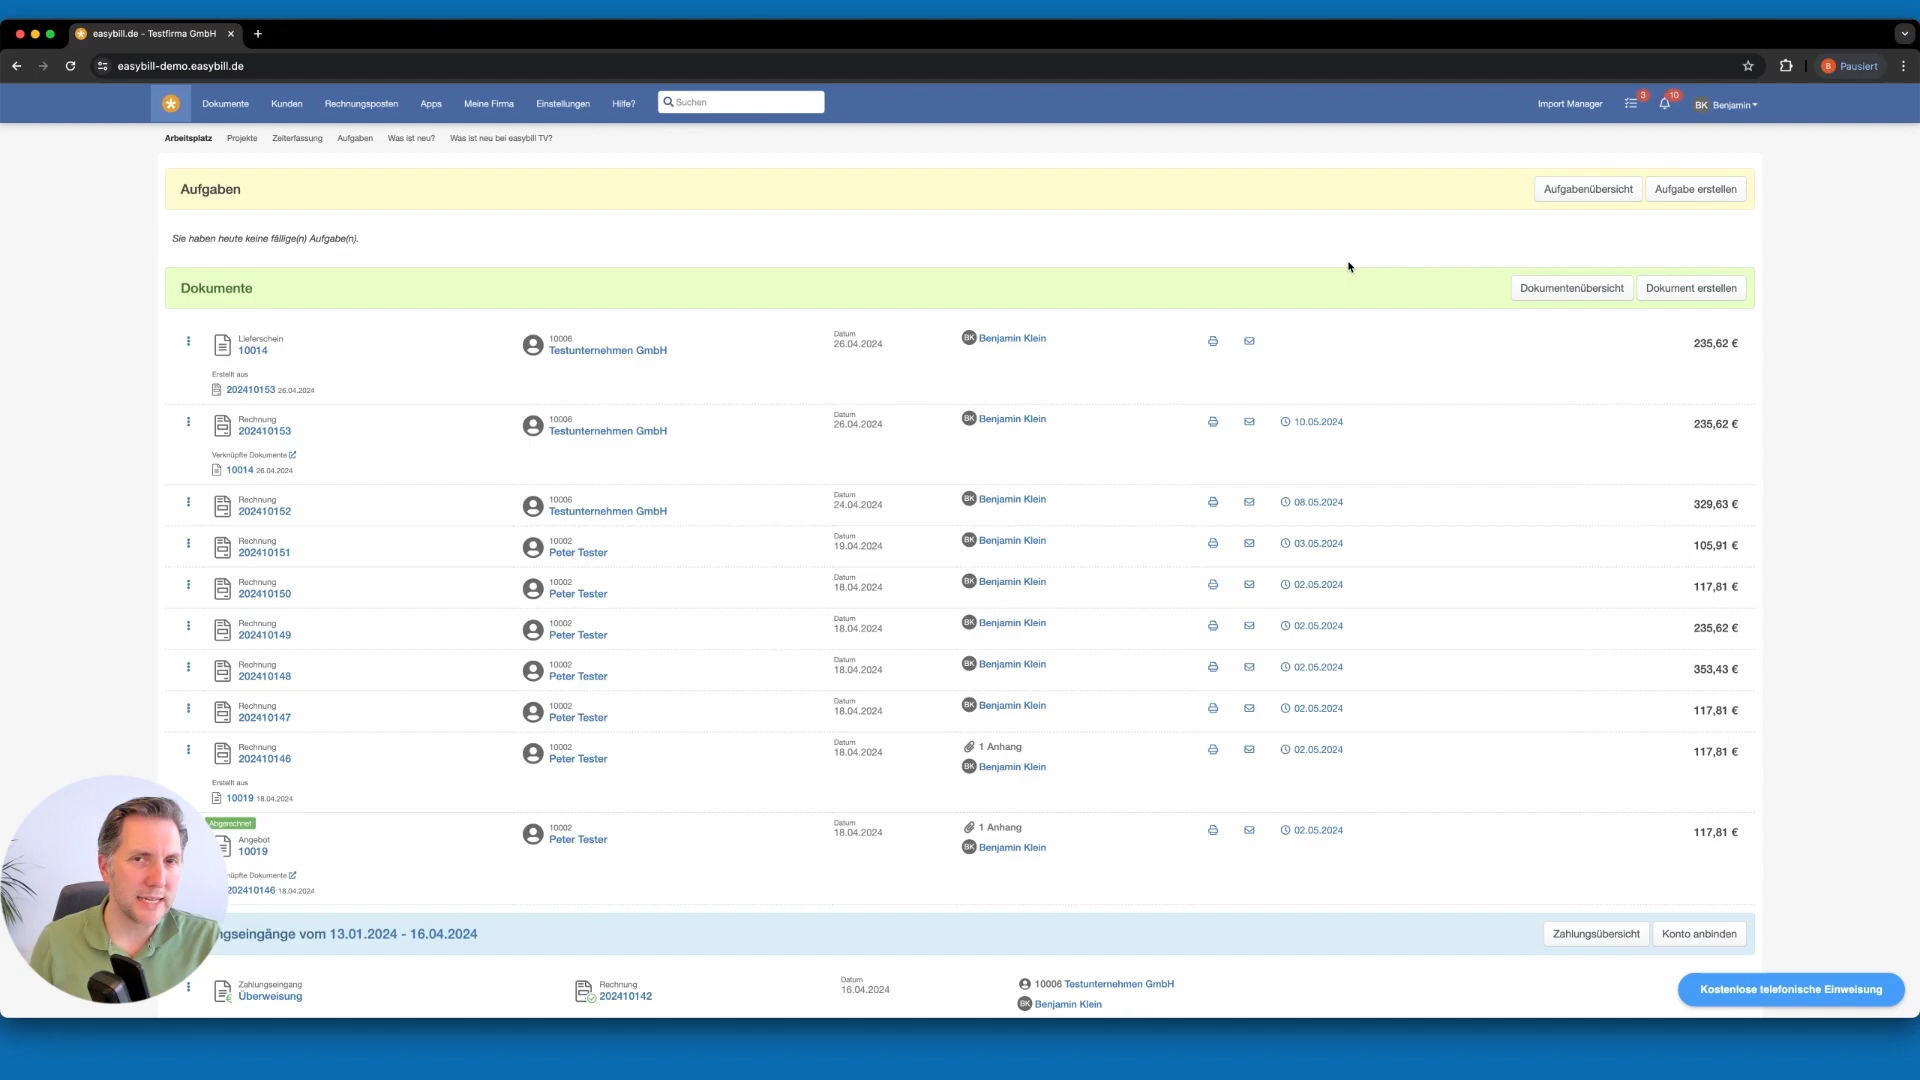 easybill.de - Testfirma GmbH
easybill-demo.easybill.de
B Pausiert
Dokumente Kunden Rechnungsposten Apps Meine Firma Einstellungen Hilfe? Suchen Import Manager 3 10 BK Benjamin
Arbeitsplatz Projekte Zeiterfassung Aufgaben Was ist neu? Was ist neu bei easybill TV?
Aufgaben Aufgabenübersicht Aufgabe erstellen
Sie haben heute keine fällige(n) Aufgabe(n).
Dokumente Dokumentenübersicht Dokument erstellen
Lieferschein 10006 Datum
10014 Testunternehmen GmbH 26.04.2024 BK Benjamin Klein 235,62 €
Erstellt aus
202410153 26.04.2024
Rechnung 10006 Datum
202410153 Testunternehmen GmbH 26.04.2024 BK Benjamin Klein 10.05.2024 235,62 €
Verknüpfte Dokumente
10014 26.04.2024
Rechnung 10006 Datum
202410152 Testunternehmen GmbH 24.04.2024 BK Benjamin Klein 08.05.2024 329,63 €
Rechnung 10002 Datum
202410151 Peter Tester 19.04.2024 BK Benjamin Klein 03.05.2024 105,91 €
Rechnung 10002 Datum
202410150 Peter Tester 18.04.2024 BK Benjamin Klein 02.05.2024 117,81 €
Rechnung 10002 Datum
202410149 Peter Tester 18.04.2024 BK Benjamin Klein 02.05.2024 235,62 €
Rechnung 10002 Datum
202410148 Peter Tester 18.04.2024 BK Benjamin Klein 02.05.2024 353,43 €
Rechnung 10002 Datum
202410147 Peter Tester 18.04.2024 BK Benjamin Klein 02.05.2024 117,81 €
Rechnung 10002 Datum 1 Anhang
202410146 Peter Tester 18.04.2024 BK Benjamin Klein 02.05.2024 117,81 €
Erstellt aus
10019 18.04.2024
Abgerechnet
Angebot 10002 Datum 1 Anhang
10019 Peter Tester 18.04.2024 BK Benjamin Klein 02.05.2024 117,81 €
nüpfte Dokumente
202410146 18.04.2024
ngseingänge vom 13.01.2024 - 16.04.2024 Zahlungsübersicht Konto anbinden
Zahlungseingang Rechnung Datum 10006 Testunternehmen GmbH
Überweisung 202410142 16.04.2024 BK Benjamin Klein
Kostenlose telefonische Einweisung